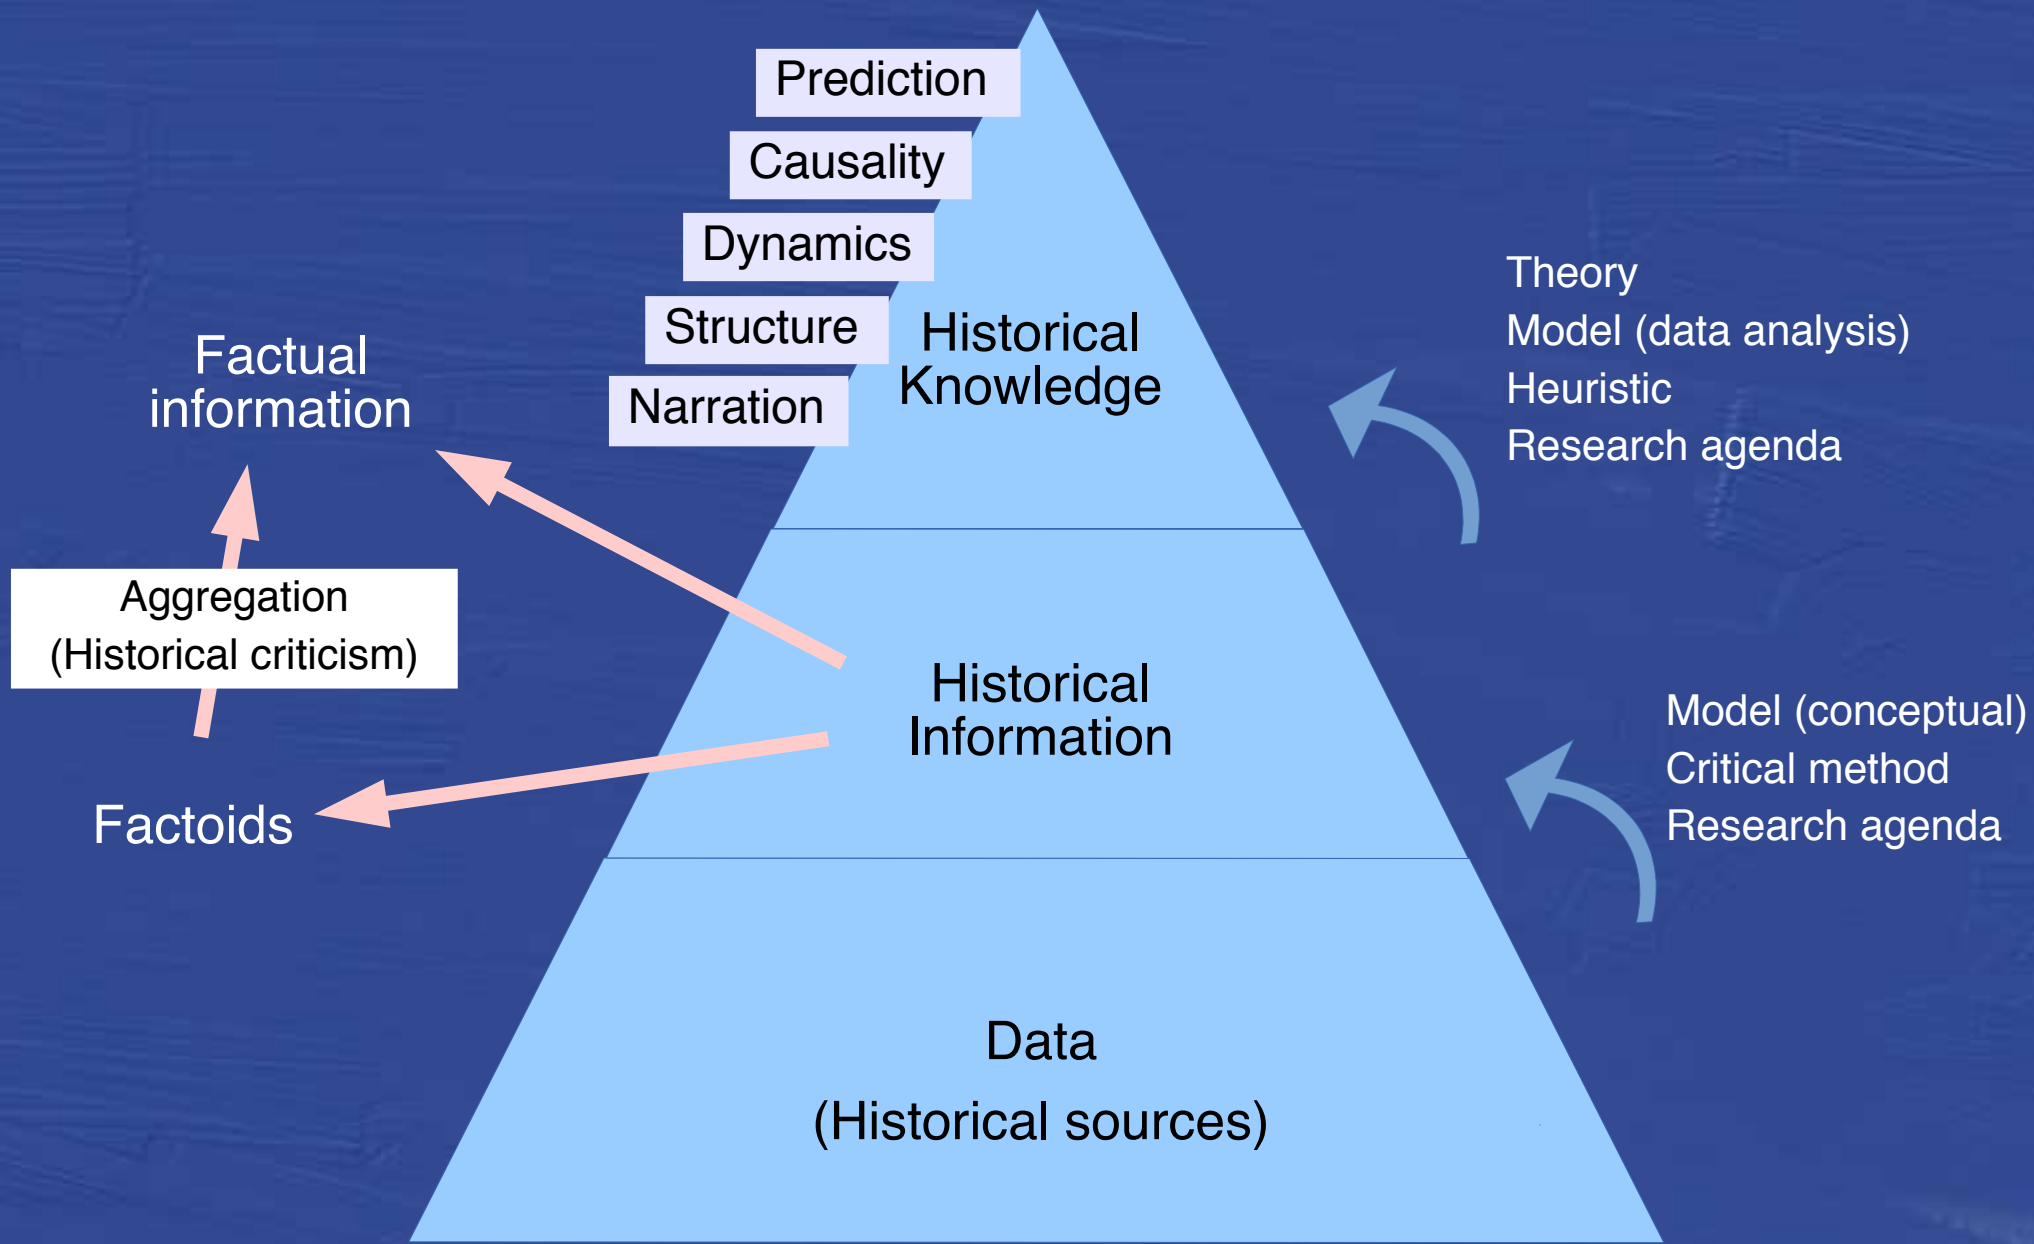 Prediction
Causality
Dynamics
Structure
Narration
Historical
Knowledge
Theory
Model (data analysis)
Heuristic
Research agenda
Factual
information
Aggregation
(Historical criticism)
Factoids
Historical
Information
Model (conceptual)
Critical method
Research agenda
Data
(Historical sources)